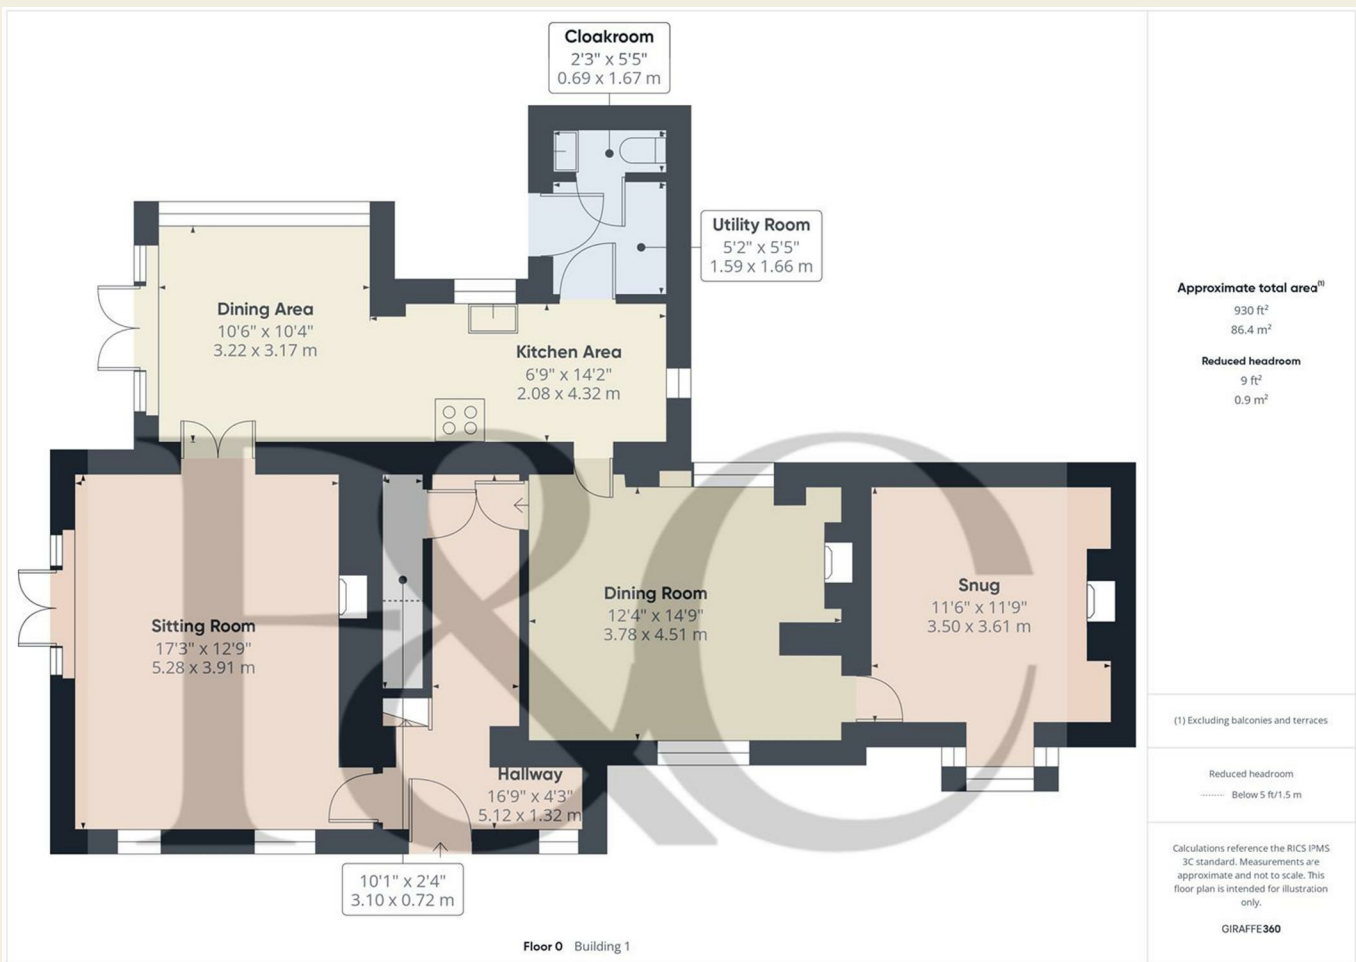 Cloakroom
2'3" x 5'5"
0.69 x 1.67 m
Utility Room
5'2" x 5'5"
1.59 x 1.66 m
Dining Area
10'6" x 10'4"
3.22 x 3.17 m
Kitchen Area
6'9" x 14'2"
2.08 x 4.32 m
Sitting Room
17'3" x 12'9"
5.28 x 3.91 m
Dining Room
12'4" x 14'9"
3.78 x 4.51 m
Snug
11'6" x 11'9"
3.50 x 3.61 m
Hallway
16'9" x 4'3"
5.12 x 1.32 m
10'1" x 2'4"
3.10 x 0.72 m
F&C
Floor 0 Building 1
Approximate total area(1)
930 ft²
86.4 m²
Reduced headroom
9 ft²
0.9 m²
(1) Excluding balconies and terraces
Reduced headroom
Below 5 ft/1.5 m
Calculations reference the RICS IPMS
3C standard. Measurements are
approximate and not to scale. This
floor plan is intended for illustration
only.
GIRAFFE360